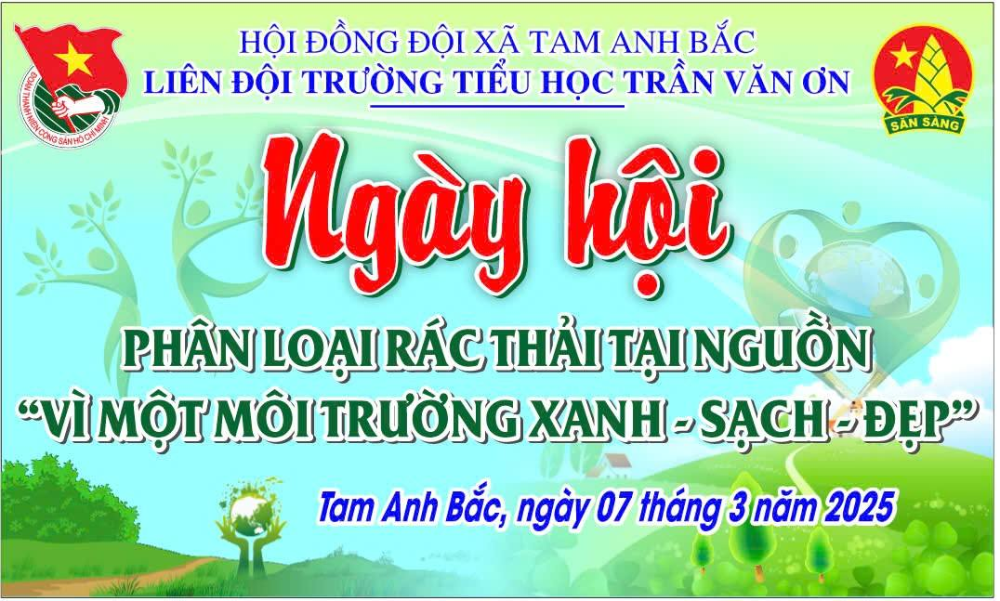 HỘI ĐỒNG ĐỘI XÃ TAM ANH BẮC
LIÊN ĐỘI TRƯỜNG TIỂU HỌC TRẦN VĂN ƠN
ĐOÀN THANH NIÊN CỘNG SẢN HỒ CHÍ MINH
SẴN SÀNG
Ngày hội
PHÂN LOẠI RÁC THẢI TẠI NGUỒN
“VÌ MỘT MÔI TRƯỜNG XANH - SẠCH - ĐẸP”
Tam Anh Bắc, ngày 07 tháng 3 năm 2025